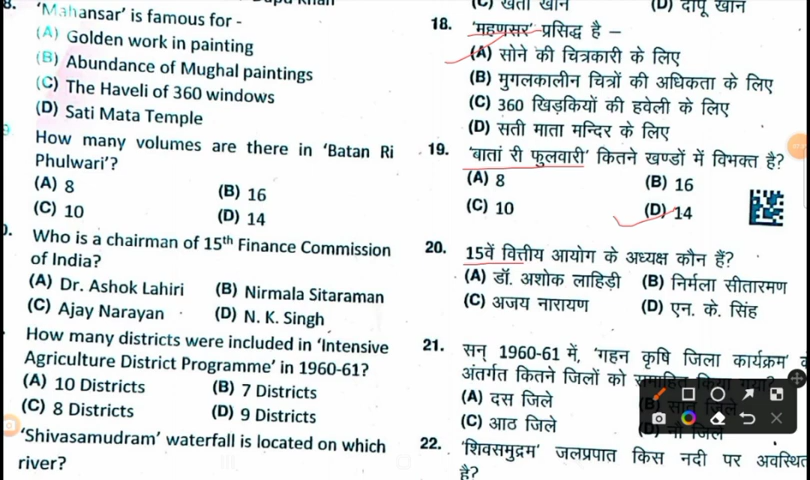 8. 'Mahansar' is famous for -
(A) Golden work in painting
(B) Abundance of Mughal paintings
(C) The Haveli of 360 windows
(D) Sati Mata Temple
9 How many volumes are there in 'Batan Ri
Phulwari'?
(A) 8 (B) 16
(C) 10 (D) 14
0. Who is a chairman of 15th Finance Commission
of India?
(A) Dr. Ashok Lahiri (B) Nirmala Sitaraman
(C) Ajay Narayan (D) N. K. Singh
How many districts were included in 'Intensive
Agriculture District Programme' in 1960-61?
(A) 10 Districts (B) 7 Districts
(C) 8 Districts (D) 9 Districts
'Shivasamudram' waterfall is located on which
river?
(C) खेता खान (D) दापू खान
18. 'महणसर' प्रसिद्ध है –
(A) सोने की चित्रकारी के लिए
(B) मुगलकालीन चित्रों की अधिकता के लिए
(C) 360 खिड़कियों की हवेली के लिए
(D) सती माता मन्दिर के लिए
19. 'बातां री फुलवारी' कितने खण्डों में विभक्त है?
(A) 8 (B) 16
(C) 10 (D) 14
20. 15वें वित्तीय आयोग के अध्यक्ष कौन हैं?
(A) डॉ. अशोक लाहिड़ी (B) निर्मला सीतारमण
(C) अजय नारायण (D) एन. के. सिंह
21. सन् 1960-61 में, 'गहन कृषि जिला कार्यक्रम'
अंतर्गत कितने जिलों को समाहित किया गया?
(A) दस जिले (B) सात जिले
(C) आठ जिले (D) नौ जिले
22. 'शिवसमुद्रम' जलप्रपात किस नदी पर अवस्थित
है?